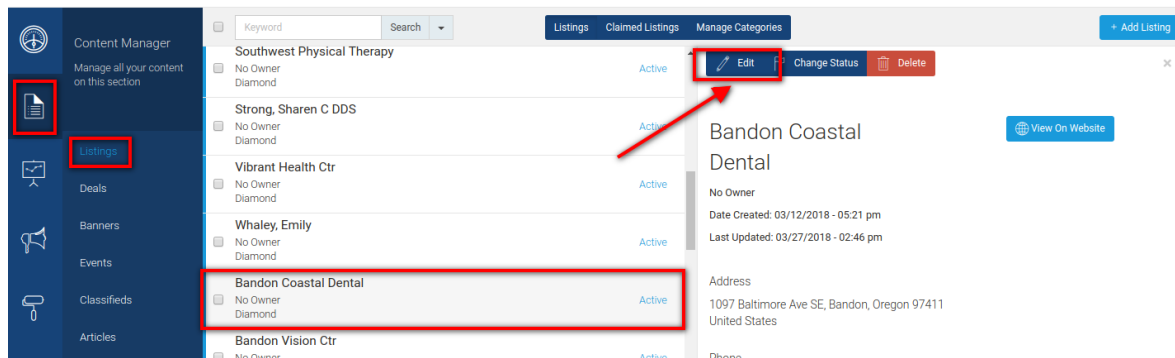 Keyword
Search
Listings
Claimed Listings
Manage Categories
+ Add Listing
Content Manager
Manage all your content
on this section
Listings
Deals
Banners
Events
Classifieds
Articles
Southwest Physical Therapy
No Owner
Active
Diamond
Strong, Sharen C DDS
No Owner
Active
Diamond
Vibrant Health Ctr
No Owner
Active
Diamond
Whaley, Emily
No Owner
Active
Diamond
Bandon Coastal Dental
No Owner
Active
Diamond
Bandon Vision Ctr
No Owner
Active
Edit
Change Status
Delete
Bandon Coastal
Dental
View On Website
No Owner
Date Created: 03/12/2018 - 05:21 pm
Last Updated: 03/27/2018 - 02:46 pm
Address
1097 Baltimore Ave SE, Bandon, Oregon 97411
United States
Phone